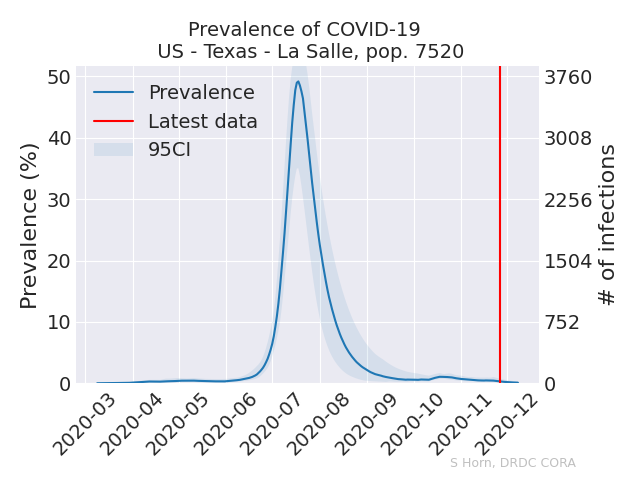 Prevalence of COVID-19
US - Texas - La Salle, pop. 7520
Prevalence
Latest data
95CI
Prevalence (%)
50
40
30
20
10
0
# of infections
3760
3008
2256
1504
752
0
2020-03
2020-04
2020-05
2020-06
2020-07
2020-08
2020-09
2020-10
2020-11
2020-12
S Horn, DRDC CORA